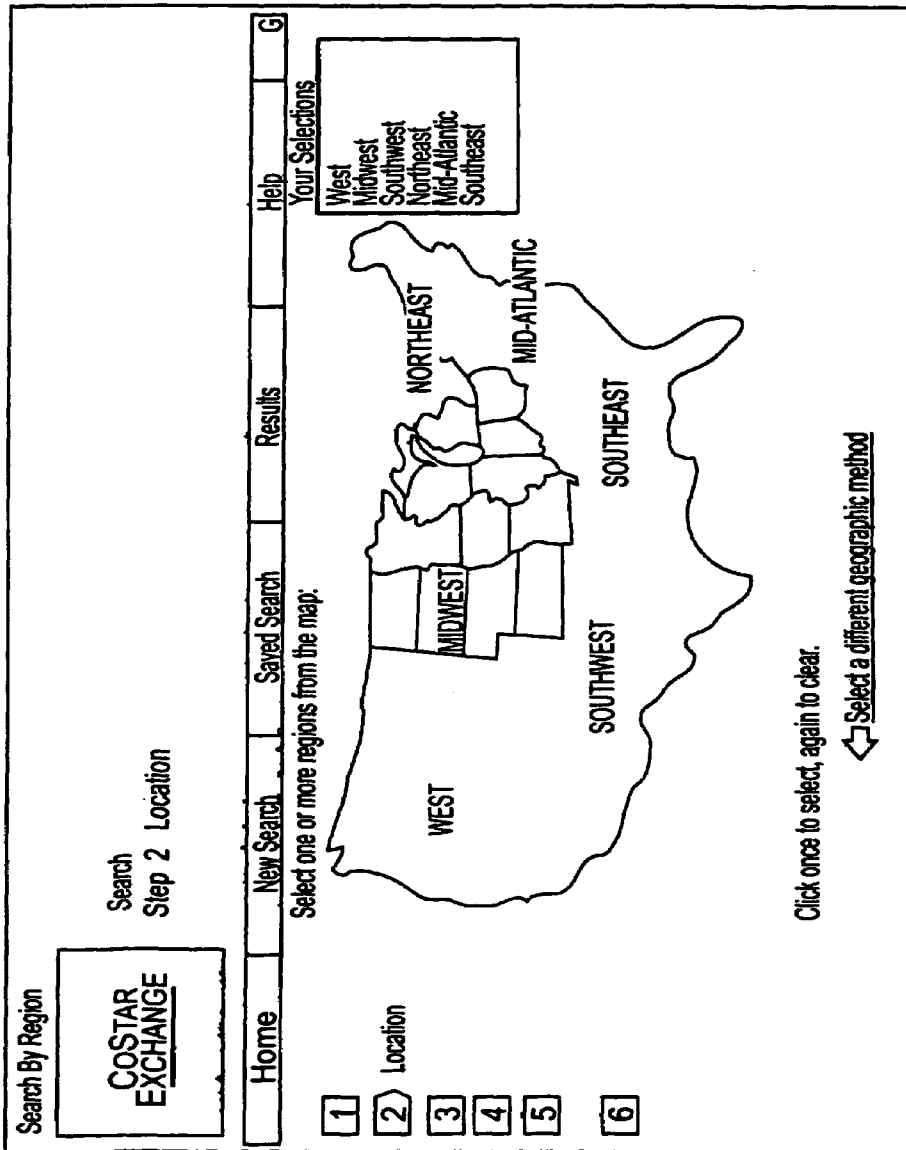 Search By Region
COSTAR
EXCHANGE
Search
Step 2 Location
Home New Search Saved Search Results Help G
1
2 Location
3
4
5
6
Select one or more regions from the map:
WEST
MIDWEST
SOUTHWEST
NORTHEAST
MID-ATLANTIC
SOUTHEAST
Your Selections
West
Midwest
Southwest
Northeast
Mid-Atlantic
Southeast
Click once to select, again to clear.
Select a different geographic method